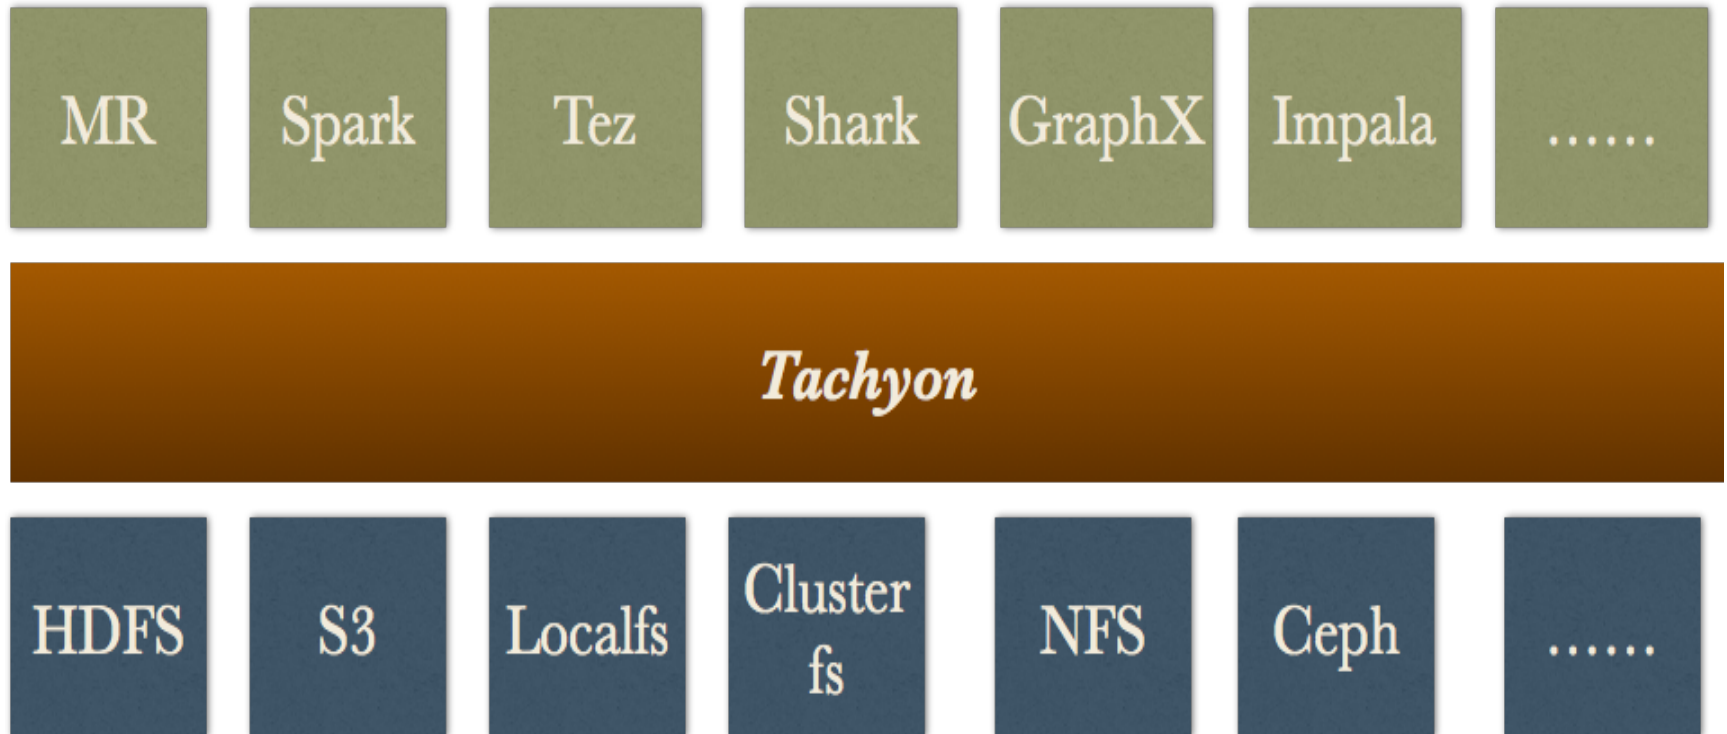 MR
Spark
Tez
Shark
GraphX
Impala
......
Tachyon
HDFS
S3
Localfs
Cluster
fs
NFS
Ceph
......